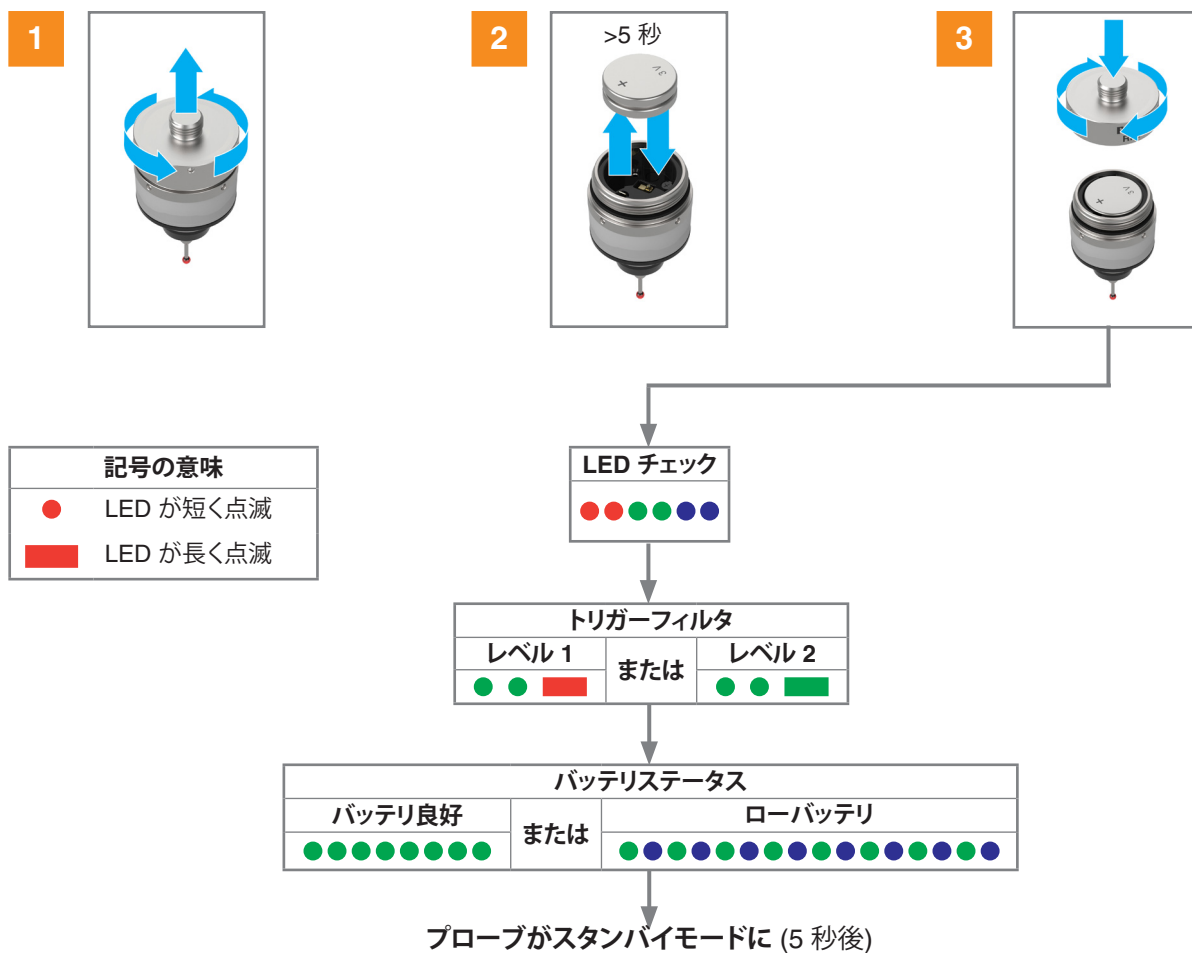 1
2
3
>5 秒
3V
+
3V
+
記号の意味
LED が短く点滅
LED が長く点滅
LED チェック
トリガーフィルタ
レベル 1
または
レベル 2
バッテリステータス
バッテリ良好
または
ローバッテリ
プローブがスタンバイモードに (5 秒後)